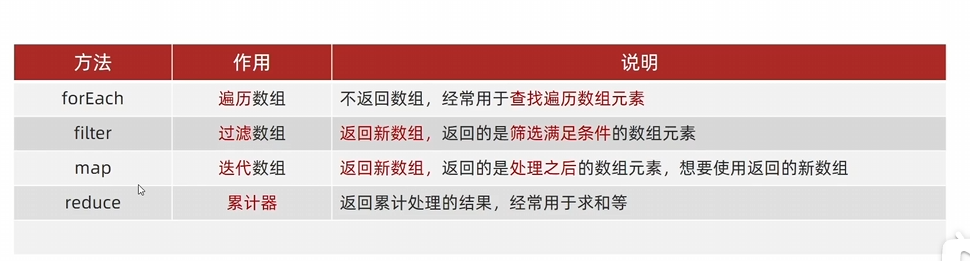 方法 作用 说明
forEach 遍历数组 不返回数组，经常用于查找遍历数组元素
filter 过滤数组 返回新数组，返回的是筛选满足条件的数组元素
map 迭代数组 返回新数组，返回的是处理之后的数组元素，想要使用返回的新数组
reduce 累计器 返回累计处理的结果，经常用于求和等